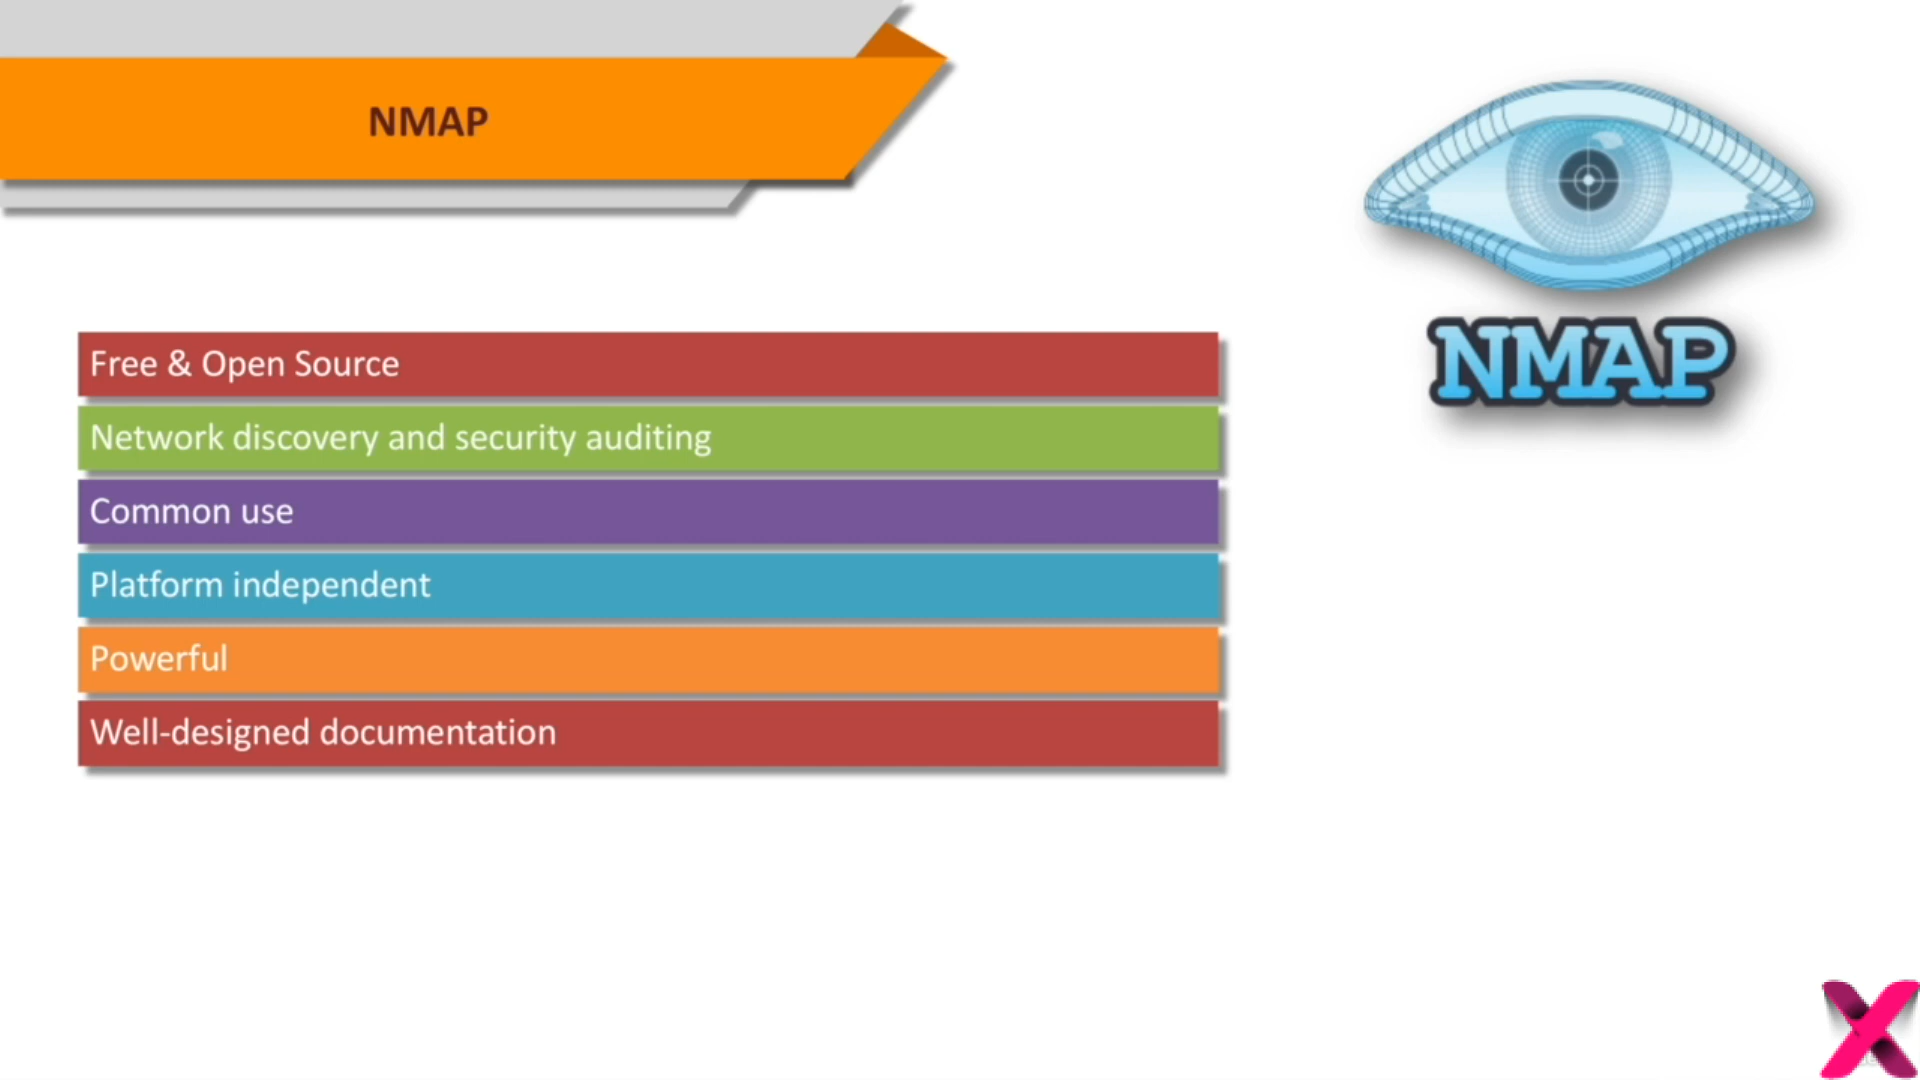 NMAP
NMAP
Free & Open Source
Network discovery and security auditing
Common use
Platform independent
Powerful
Well-designed documentation